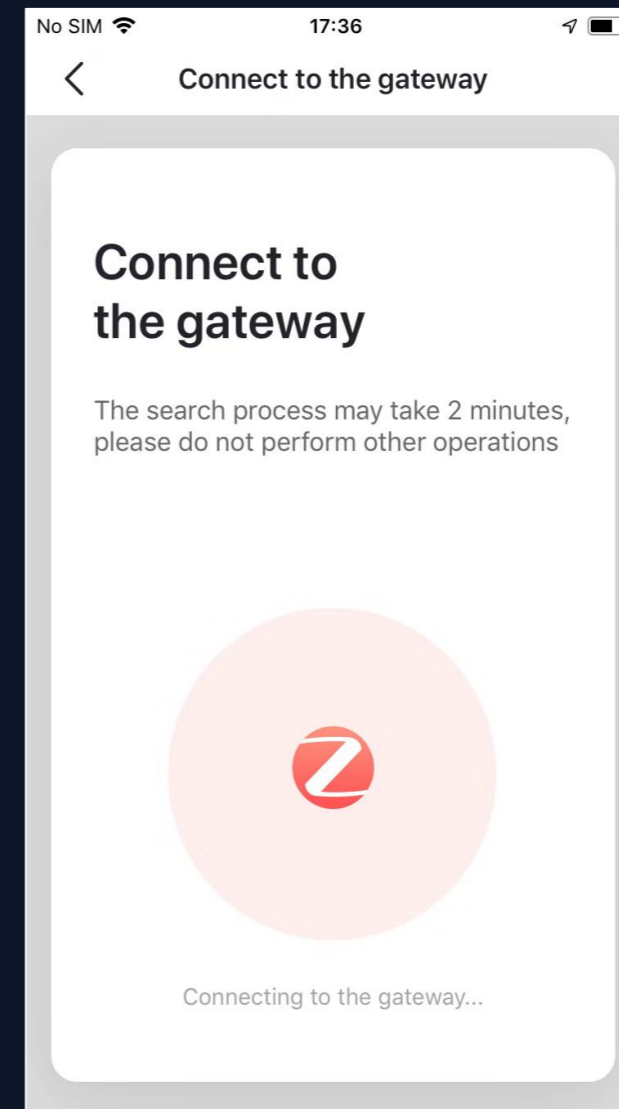 No SIM 17:36
Connect to the gateway
Connect to
the gateway
The search process may take 2 minutes,
please do not perform other operations
Connecting to the gateway...